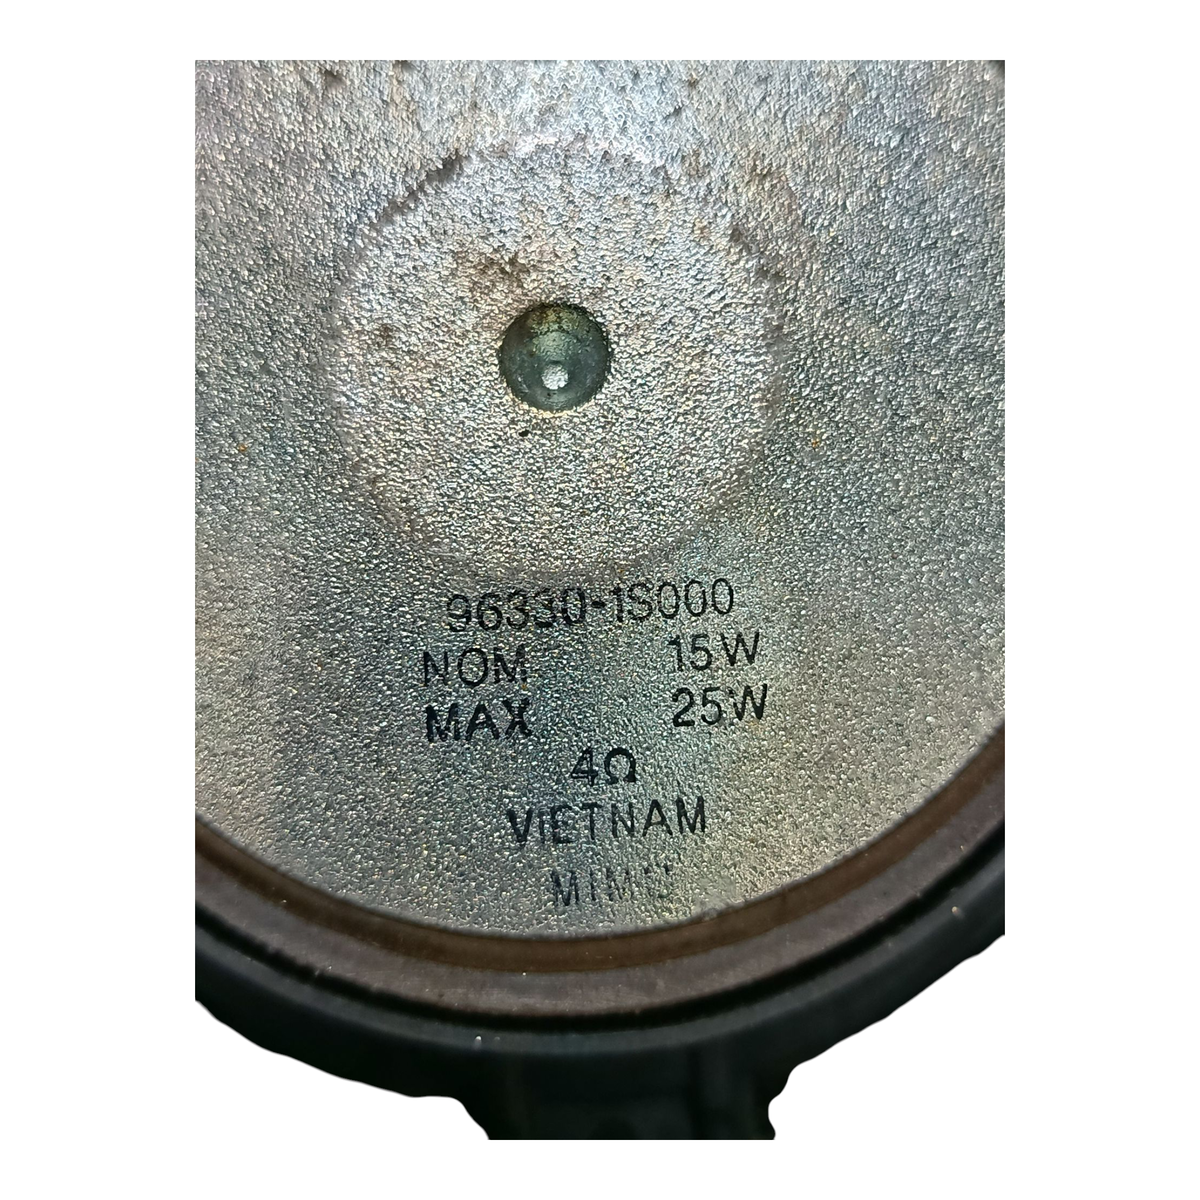 96330-1S000
NOM 15W
MAX 25W
4Ω
VIETNAM